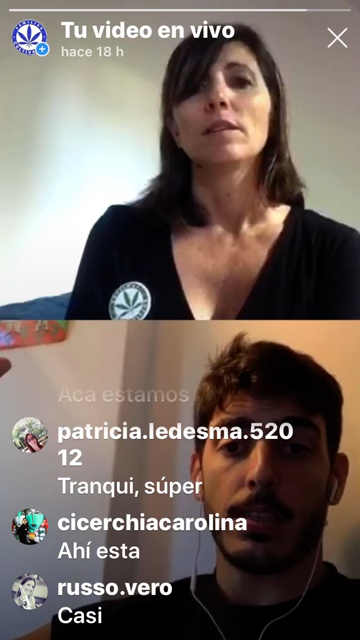 Tu video en vivo
hace 18 h
Acá estamos
patricia.ledesma.520
12
Tranqui, súper
cicerchiacarolina
Ahí esta
russo.vero
Casi